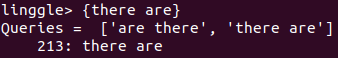 linggle> {there are}
Queries =  ['are there', 'there are']
    213: there are